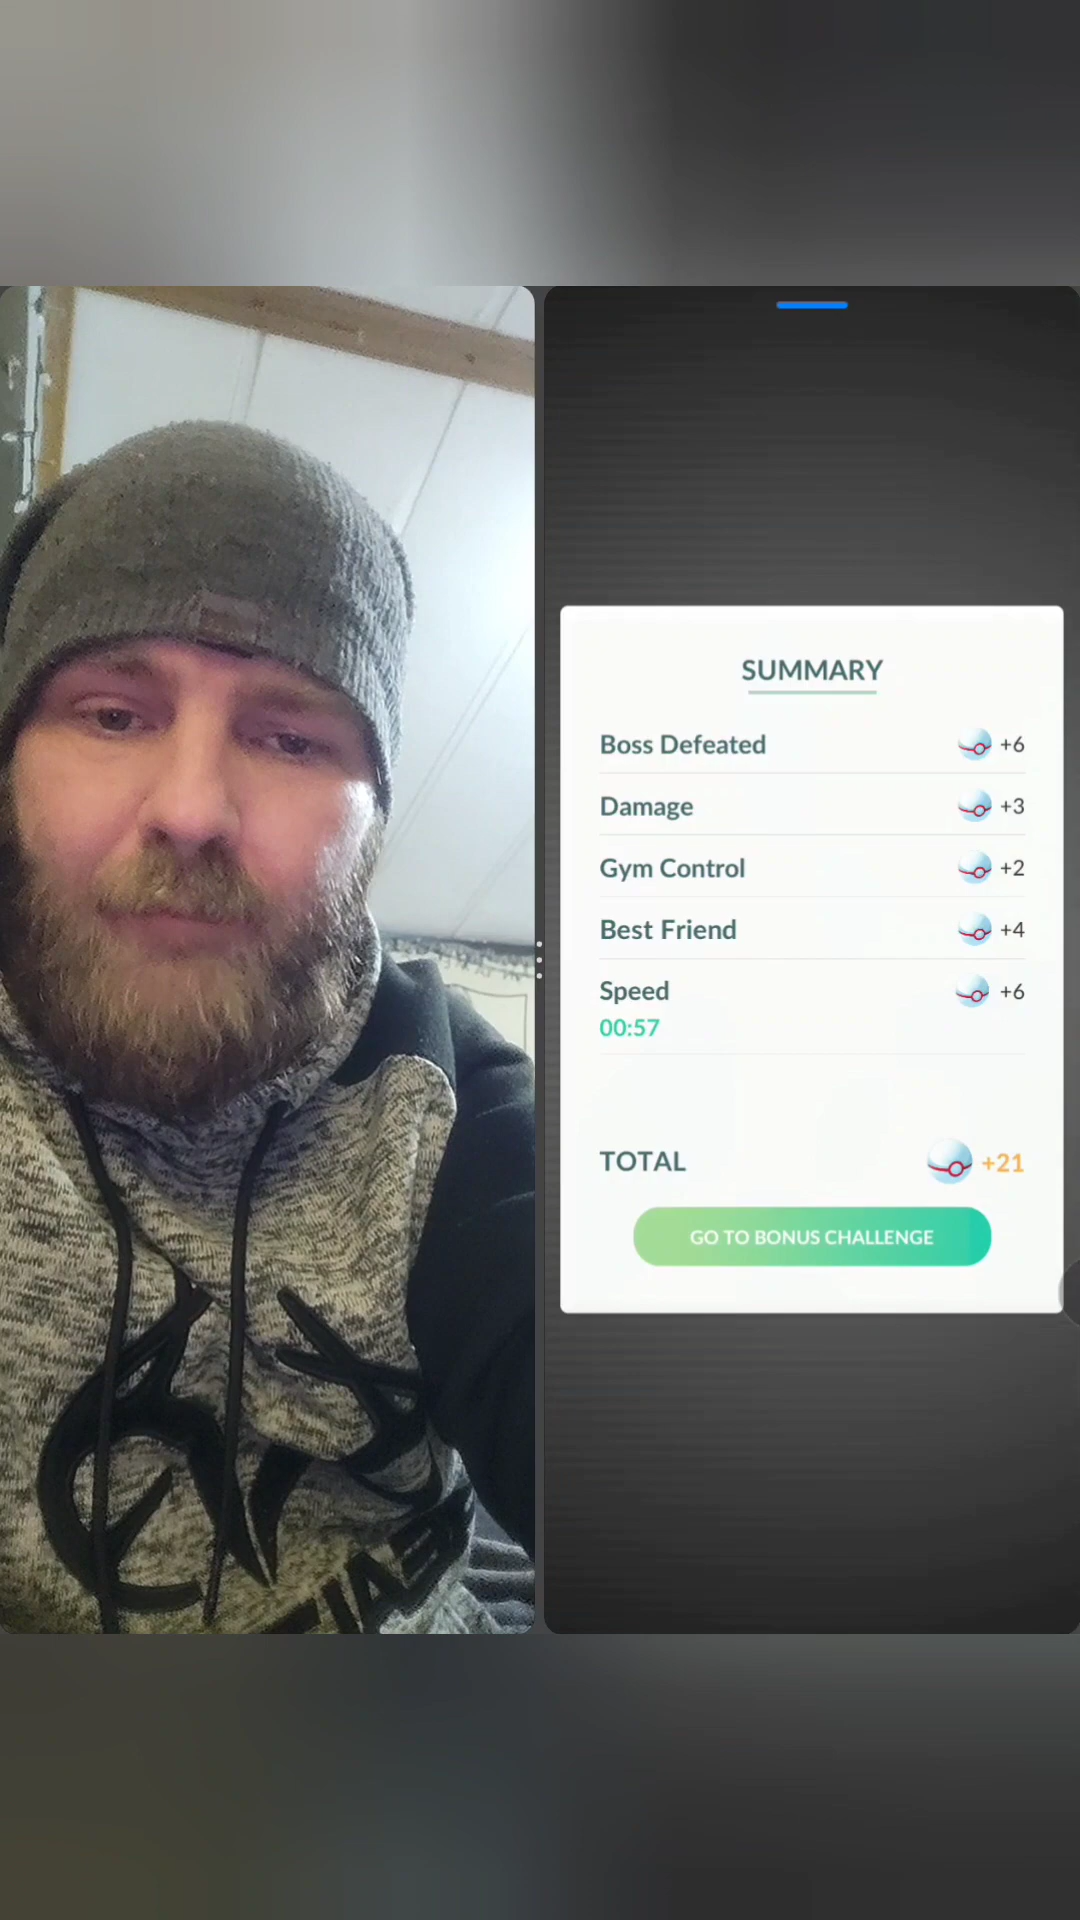 SUMMARY
Boss Defeated +6
Damage +3
Gym Control +2
Best Friend +4
Speed +6
00:57
TOTAL +21
GO TO BONUS CHALLENGE